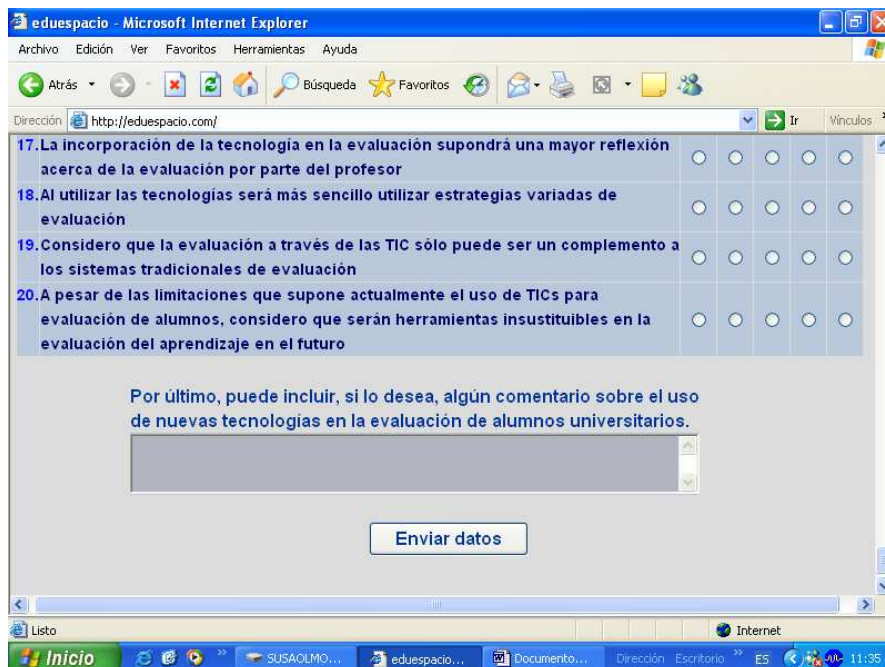 eduespacio - Microsoft Internet Explorer
Archivo Edición Ver Favoritos Herramientas Ayuda
Atrás Búsqueda Favoritos
Dirección http://eduespacio.com/ Ir Vínculos »
17. La incorporación de la tecnología en la evaluación supondrá una mayor reflexión
acerca de la evaluación por parte del profesor
18. Al utilizar las tecnologías será más sencillo utilizar estrategias variadas de
evaluación
19. Considero que la evaluación a través de las TIC sólo puede ser un complemento a
los sistemas tradicionales de evaluación
20. A pesar de las limitaciones que supone actualmente el uso de TICs para
evaluación de alumnos, considero que serán herramientas insustituibles en la
evaluación del aprendizaje en el futuro
Por último, puede incluir, si lo desea, algún comentario sobre el uso
de nuevas tecnologías en la evaluación de alumnos universitarios.
Enviar datos
Listo Internet
Inicio » SUSAOLMO... eduespacio... Documento... Dirección Escritorio » ES 11:35